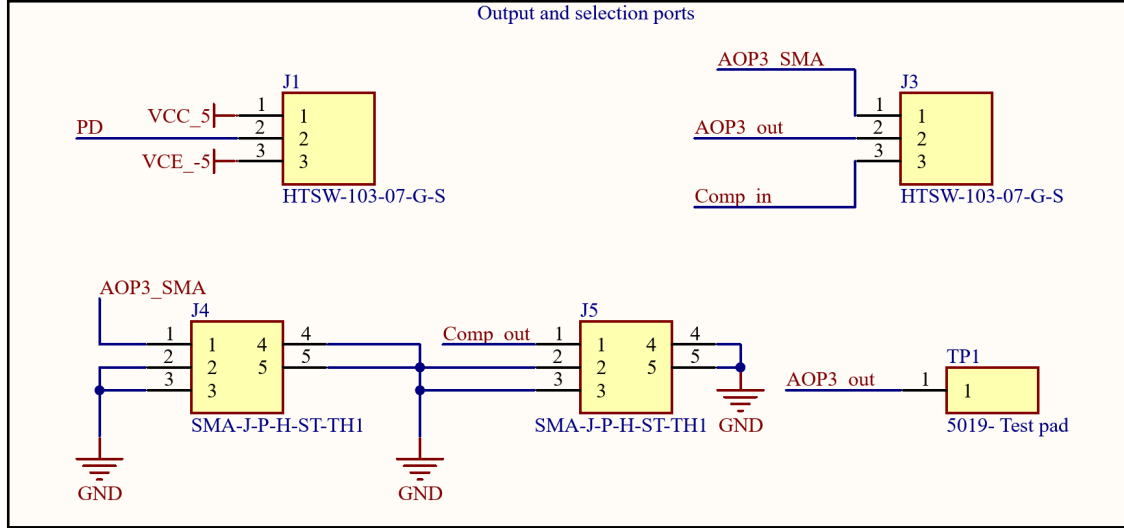 Output and selection ports
J1
VCC_5
1
1
PD
2
2
VCE_-5
3
3
HTSW-103-07-G-S
AOP3_SMA
J3
1
1
AOP3_out
2
2
3
3
Comp_in
HTSW-103-07-G-S
AOP3_SMA
J4
1
1
4
4
2
2
5
5
3
3
SMA-J-P-H-ST-TH1
GND
GND
J5
Comp_out
1
1
4
4
2
2
5
5
3
3
SMA-J-P-H-ST-TH1
GND
TP1
AOP3_out
1
1
5019- Test pad